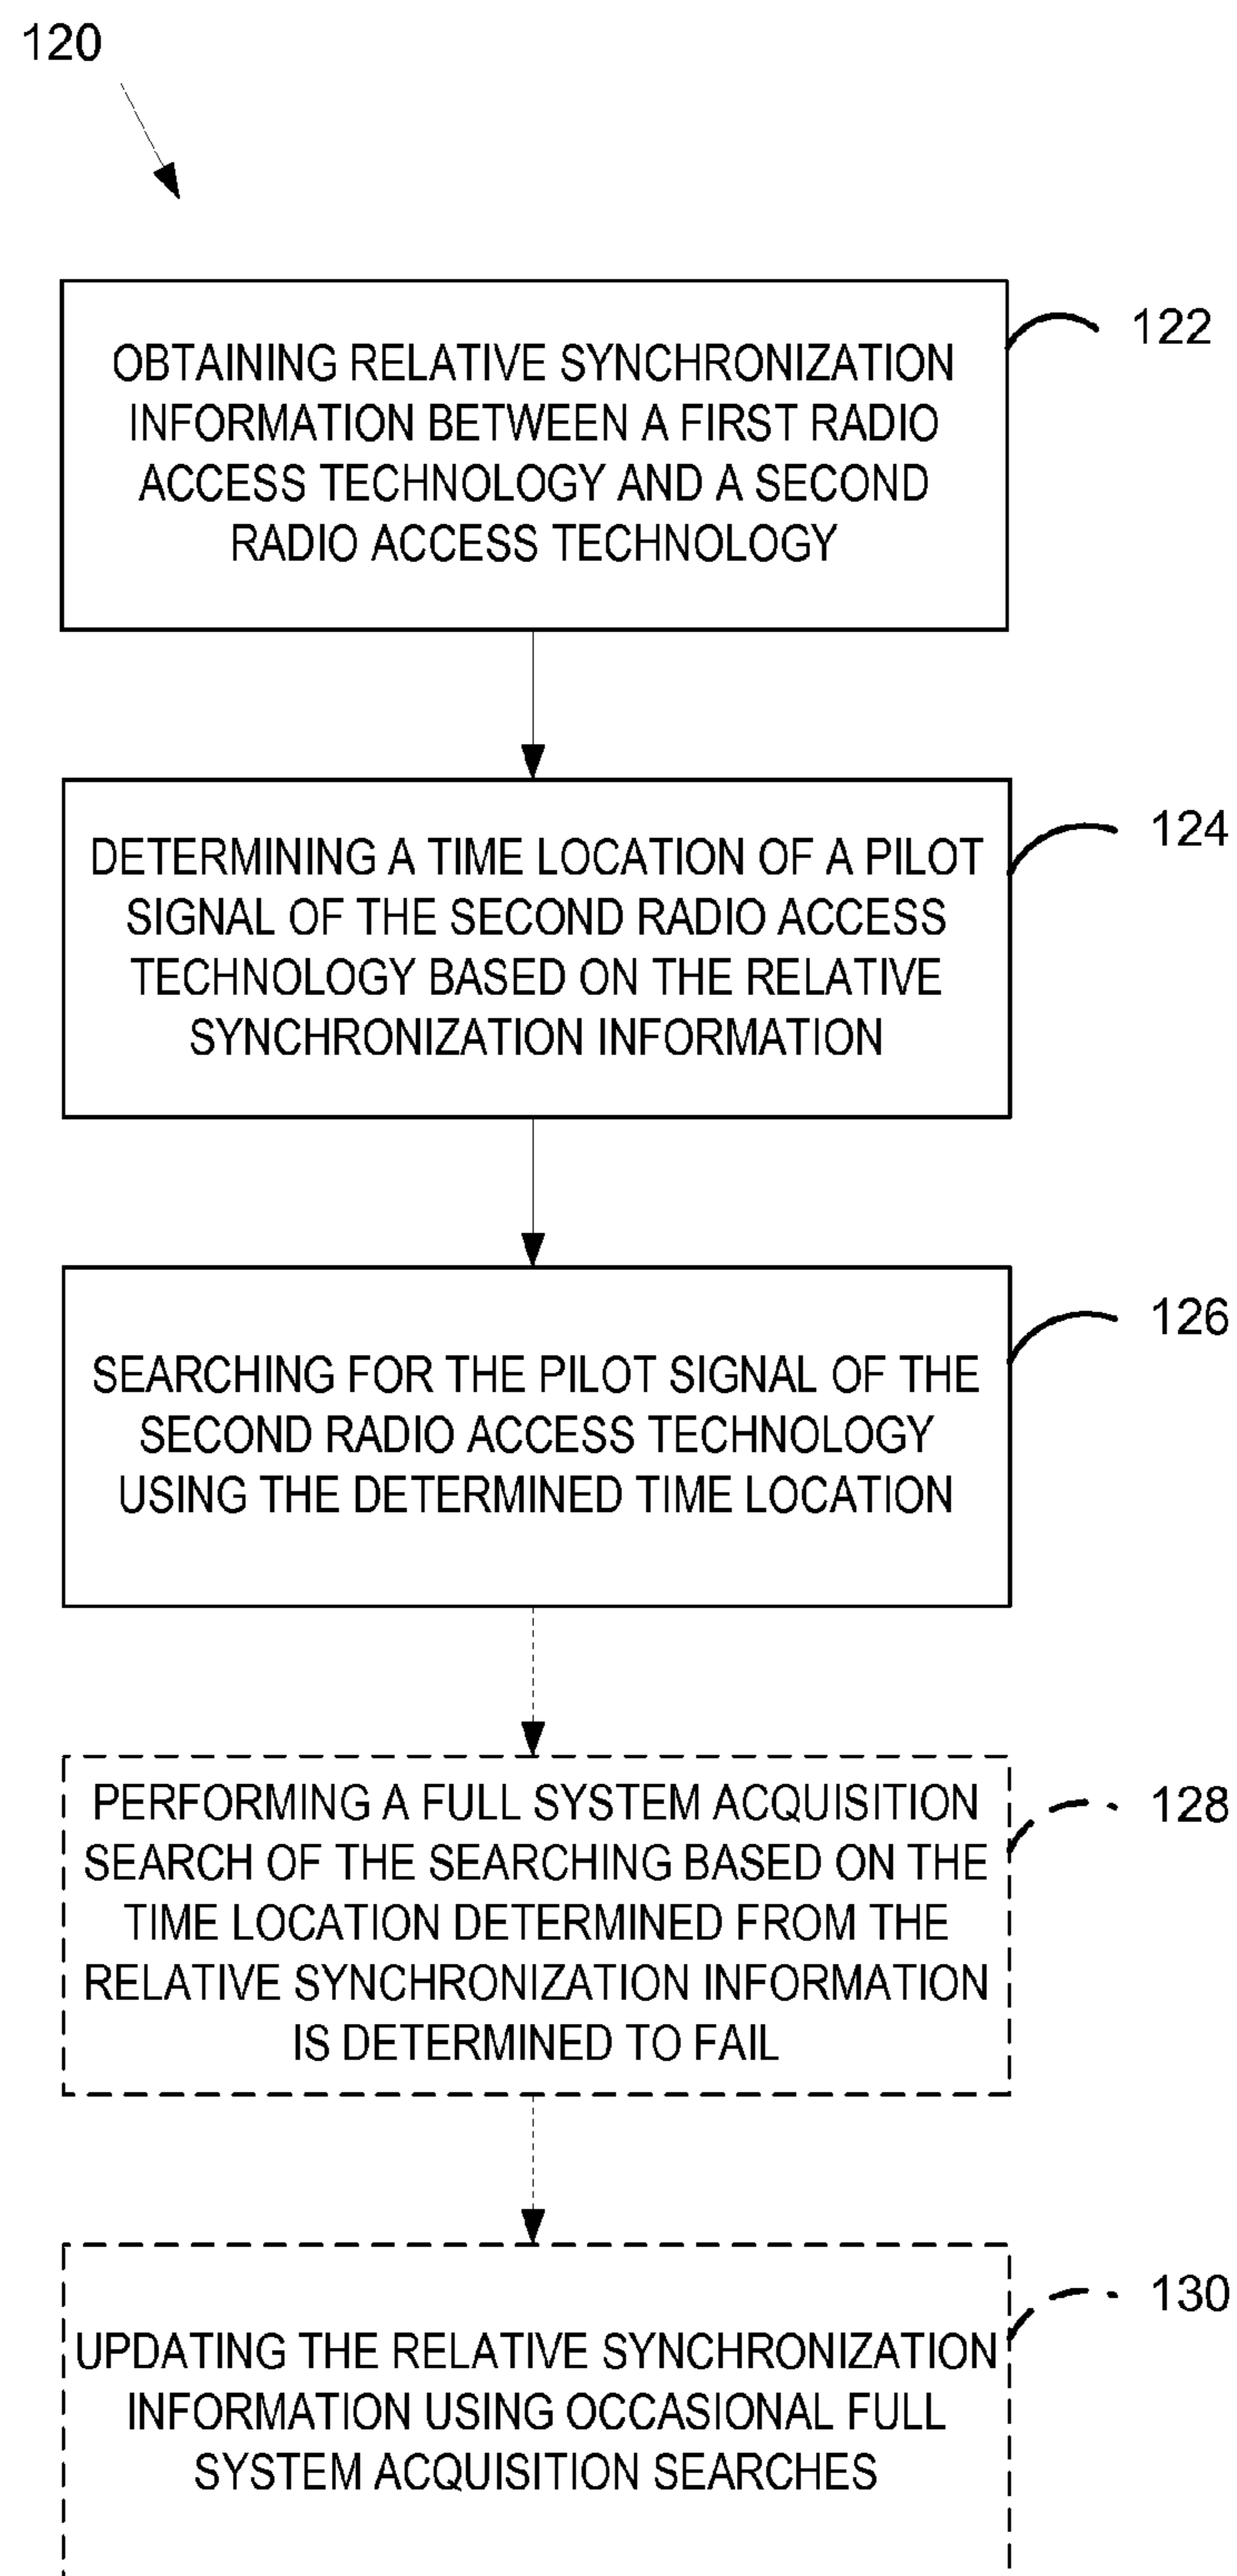 120
OBTAINING RELATIVE SYNCHRONIZATION
INFORMATION BETWEEN A FIRST RADIO
ACCESS TECHNOLOGY AND A SECOND
RADIO ACCESS TECHNOLOGY
122
DETERMINING A TIME LOCATION OF A PILOT
SIGNAL OF THE SECOND RADIO ACCESS
TECHNOLOGY BASED ON THE RELATIVE
SYNCHRONIZATION INFORMATION
124
SEARCHING FOR THE PILOT SIGNAL OF THE
SECOND RADIO ACCESS TECHNOLOGY
USING THE DETERMINED TIME LOCATION
126
PERFORMING A FULL SYSTEM ACQUISITION
SEARCH OF THE SEARCHING BASED ON THE
TIME LOCATION DETERMINED FROM THE
RELATIVE SYNCHRONIZATION INFORMATION
IS DETERMINED TO FAIL
128
UPDATING THE RELATIVE SYNCHRONIZATION
INFORMATION USING OCCASIONAL FULL
SYSTEM ACQUISITION SEARCHES
130